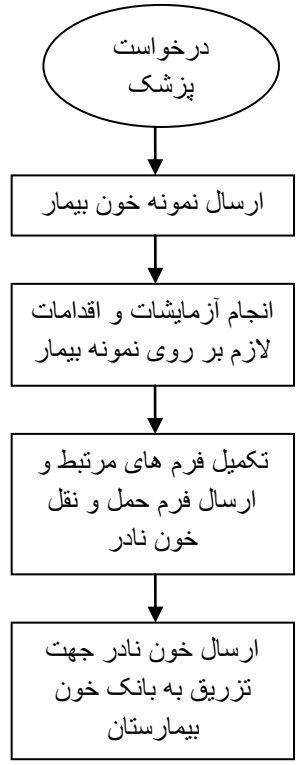 درخواست
پزشک
ارسال نمونه خون بیمار
انجام آزمایشات و اقدامات
لازم بر روی نمونه بیمار
تکمیل فرم های مرتبط و
ارسال فرم حمل و نقل
خون نادر
ارسال خون نادر جهت
تزریق به بانک خون
بیمارستان